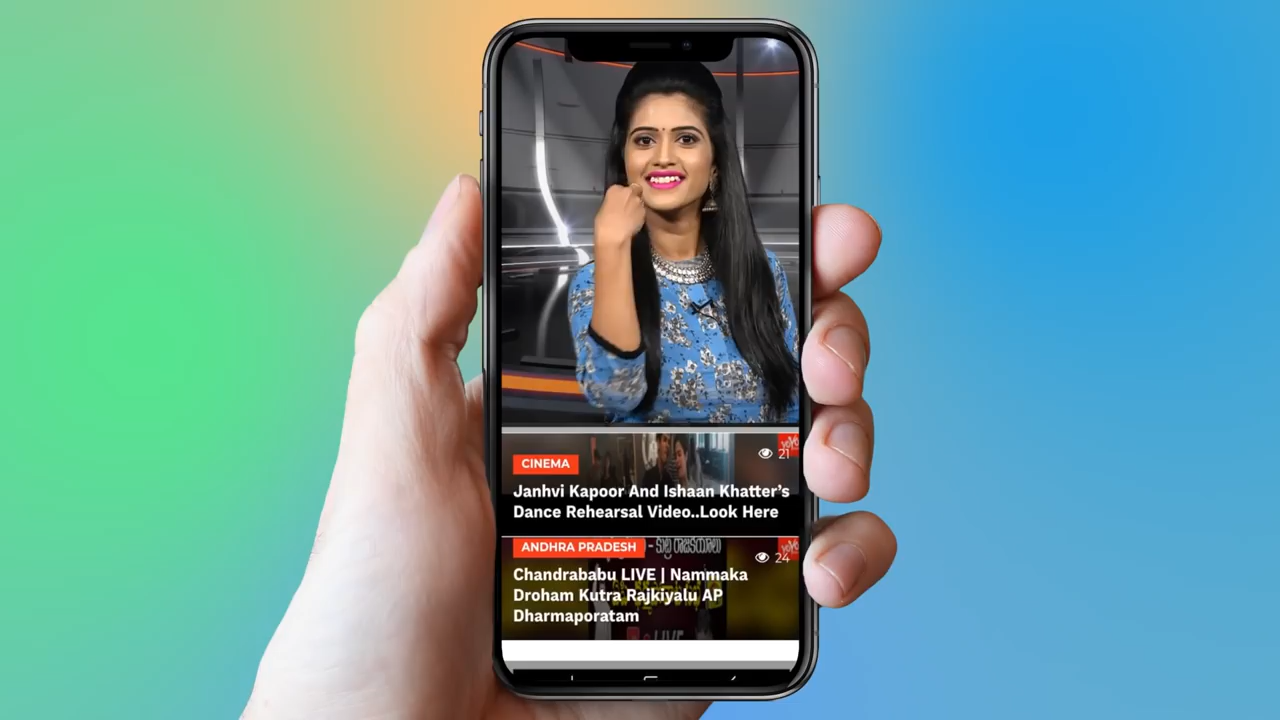 CINEMA
21
Janhvi Kapoor And Ishaan Khatter's
Dance Rehearsal Video..Look Here
ANDHRA PRADESH
24
Chandrababu LIVE | Nammaka
Droham Kutra Rajkiyalu AP
Dharmaporatam
LIVE